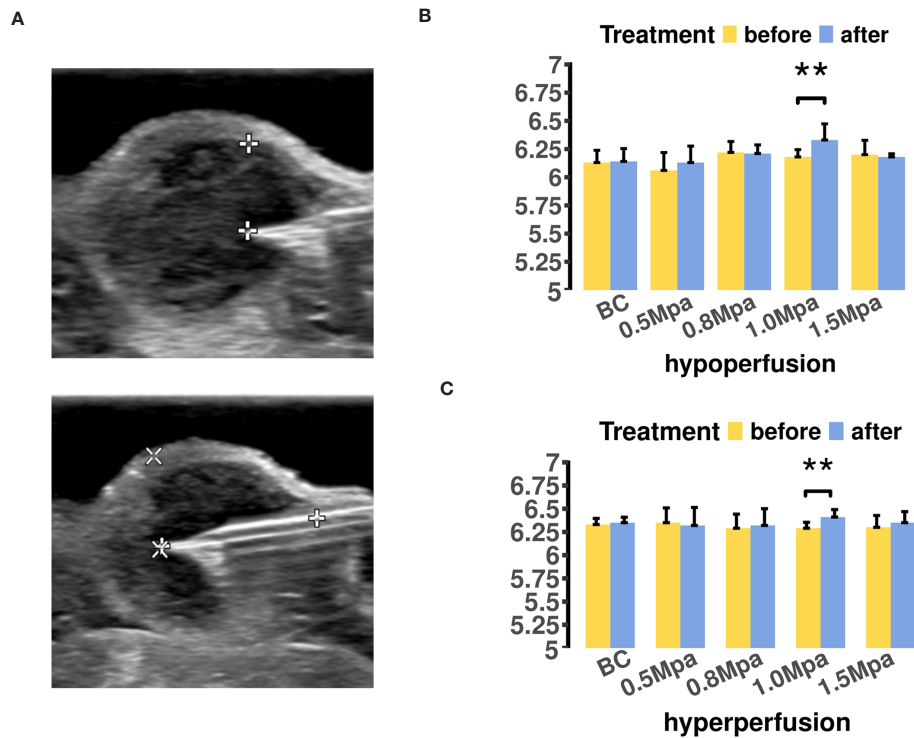 A
B
Treatment before after
7
6.75
6.5
6.25
6
5.75
5.5
5.25
5
**
BC 0.5Mpa 0.8Mpa 1.0Mpa 1.5Mpa
hypoperfusion
C
Treatment before after
7
6.75
6.5
6.25
6
5.75
5.5
5.25
5
**
BC 0.5Mpa 0.8Mpa 1.0Mpa 1.5Mpa
hyperperfusion